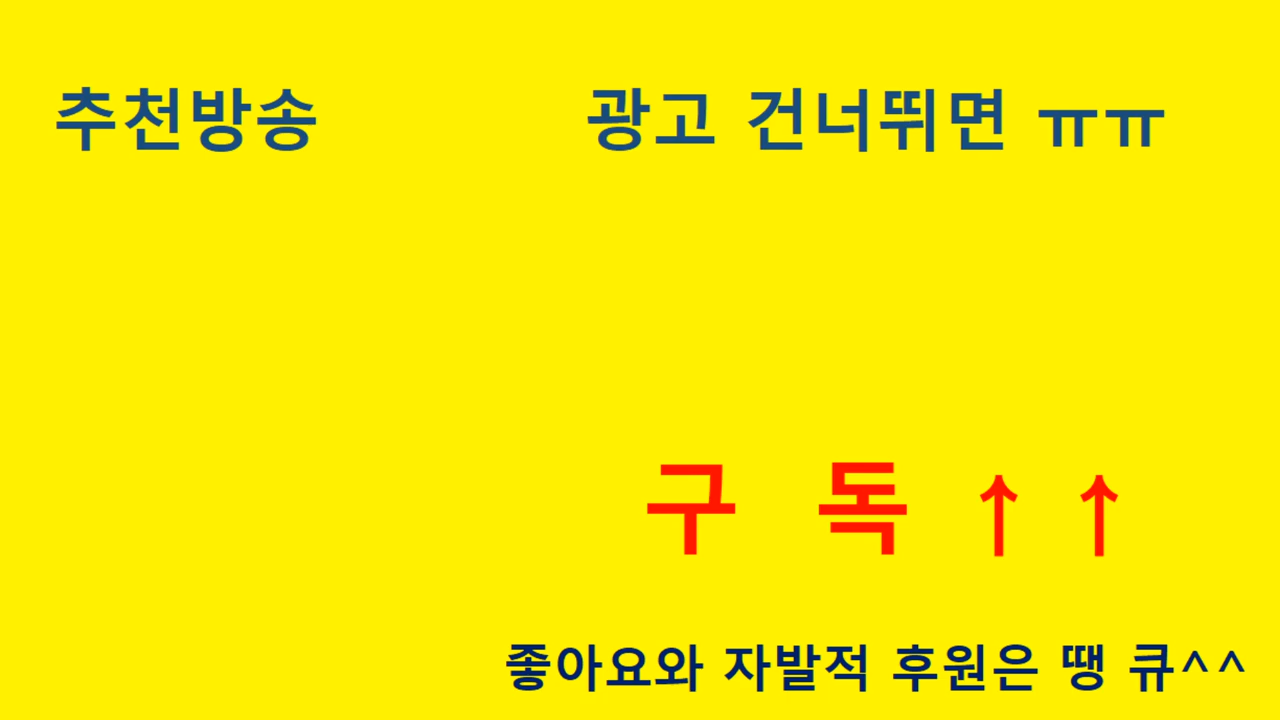 추천방송
광고 건너뛰면 ㅠㅠ
구 독 ↑ ↑
좋아요와 자발적 후원은 땡 큐^^